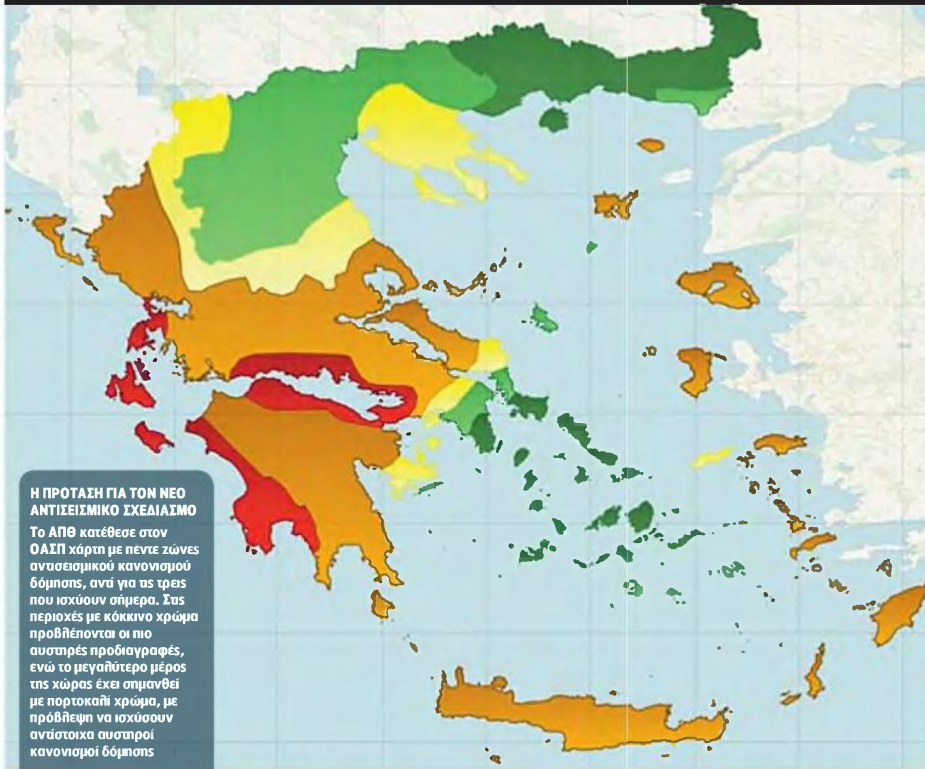 Η ΠΡΟΤΑΣΗ ΓΙΑ ΤΟΝ ΝΕΟ
ΑΝΤΙΣΕΙΣΜΙΚΟ ΣΧΕΔΙΑΣΜΟ
Το ΑΠΘ κατέθεσε στον
ΟΑΣΠ χάρτη με πέντε ζώνες
αντισεισμικού κανονισμού
δόμησης, αντί για τις τρεις
που ισχύουν σήμερα. Στις
περιοχές με κόκκινο χρώμα
προβλέπονται οι πιο
αυστηρές προδιαγραφές,
ενώ το μεγαλύτερο μέρος
της χώρας έχει σημανθεί
με πορτοκαλί χρώμα, με
πρόβλεψη να ισχύσουν
αντίστοιχα αυστηροί
κανονισμοί δόμησης